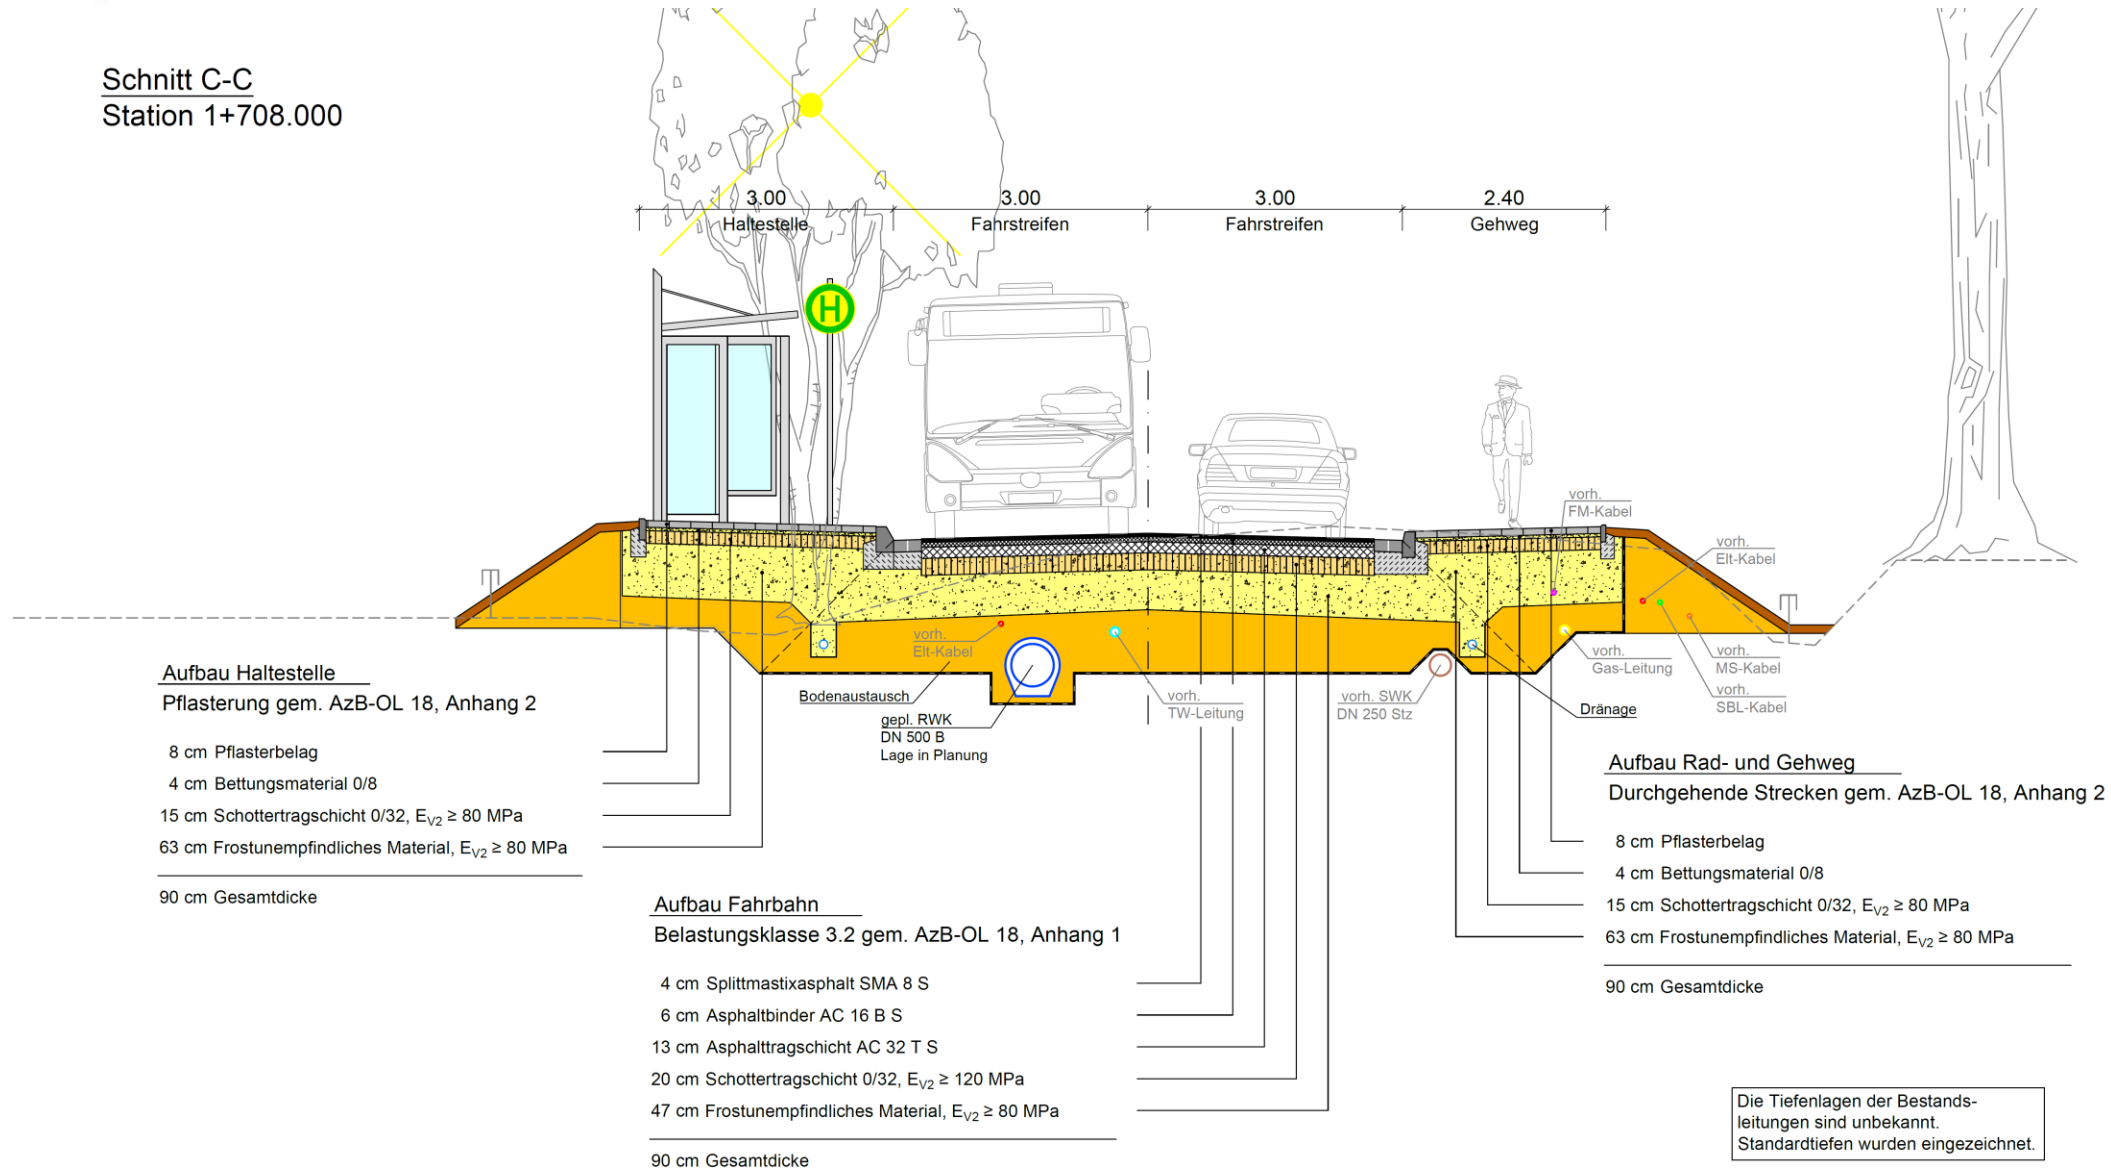 Schnitt C-C
Station 1+708.000
3.00
3.00
3.00
2.40
Haltestelle
Fahrstreifen
Fahrstreifen
Gehweg
H
vorh.
FM-Kabel
vorh.
Elt-Kabel
vorh.
Elt-Kabel
Bodenaustausch
gepl. RWK
DN 500 B
Lage in Planung
vorh.
TW-Leitung
vorh. SWK
DN 250 Stz
vorh.
Gas-Leitung
vorh.
MS-Kabel
vorh.
SBL-Kabel
Dränage
Aufbau Haltestelle
Pflasterung gem. AzB-OL 18, Anhang 2
8 cm Pflasterbelag
4 cm Bettungsmaterial 0/8
15 cm Schottertragschicht 0/32, EV2 ≥ 80 MPa
63 cm Frostunempfindliches Material, EV2 ≥ 80 MPa
90 cm Gesamtdicke
Aufbau Fahrbahn
Belastungsklasse 3.2 gem. AzB-OL 18, Anhang 1
4 cm Splittmastixasphalt SMA 8 S
6 cm Asphaltbinder AC 16 B S
13 cm Asphalttragschicht AC 32 T S
20 cm Schottertragschicht 0/32, EV2 ≥ 120 MPa
47 cm Frostunempfindliches Material, EV2 ≥ 80 MPa
90 cm Gesamtdicke
Aufbau Rad- und Gehweg
Durchgehende Strecken gem. AzB-OL 18, Anhang 2
8 cm Pflasterbelag
4 cm Bettungsmaterial 0/8
15 cm Schottertragschicht 0/32, EV2 ≥ 80 MPa
63 cm Frostunempfindliches Material, EV2 ≥ 80 MPa
90 cm Gesamtdicke
Die Tiefenlagen der Bestands-
leitungen sind unbekannt.
Standardtiefen wurden eingezeichnet.